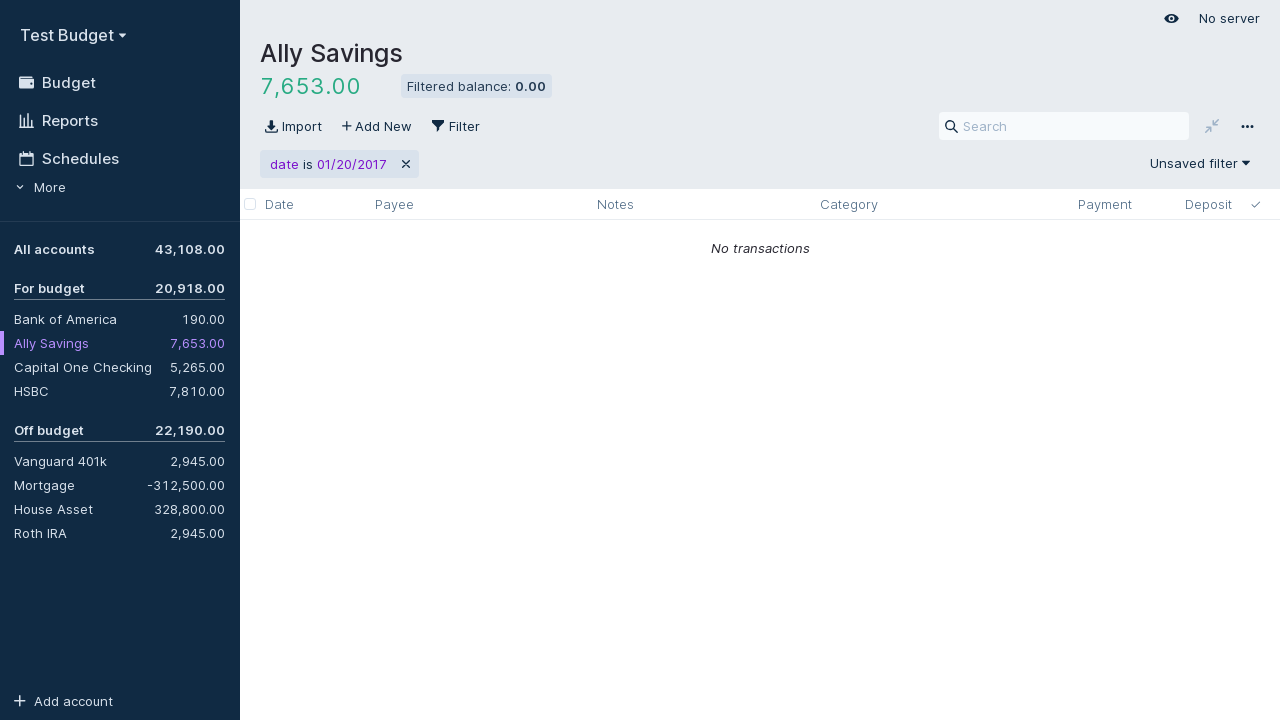 Test Budget
Budget
Reports
Schedules
More
All accounts 43,108.00
For budget 20,918.00
Bank of America 190.00
Ally Savings 7,653.00
Capital One Checking 5,265.00
HSBC 7,810.00
Off budget 22,190.00
Vanguard 401k 2,945.00
Mortgage -312,500.00
House Asset 328,800.00
Roth IRA 2,945.00
Add account
No server
Ally Savings
7,653.00 Filtered balance: 0.00
Import Add New Filter Search
date is 01/20/2017 Unsaved filter
Date Payee Notes Category Payment Deposit
No transactions